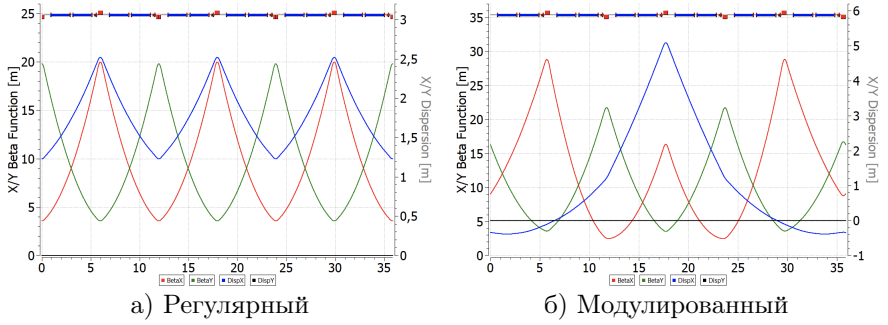 25
20
15
10
5
0
X/Y Beta Function [m]
3
2,5
2
1,5
1
0,5
0
X/Y Dispersion [m]
0 5 10 15 20 25 30 35
BetaX BetaY DispX DispY
а) Регулярный
35
30
25
20
15
10
5
0
X/Y Beta Function [m]
6
5
4
3
2
1
0
-1
X/Y Dispersion [m]
0 5 10 15 20 25 30 35
BetaX BetaY DispX DispY
б) Модулированный